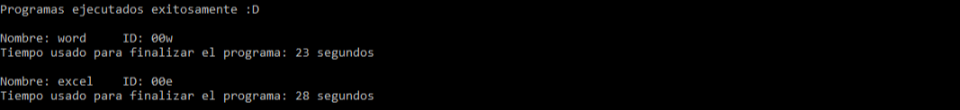 Programas ejecutados exitosamente :D
Nombre: word     ID: 00w
Tiempo usado para finalizar el programa: 23 segundos
Nombre: excel    ID: 00e
Tiempo usado para finalizar el programa: 28 segundos